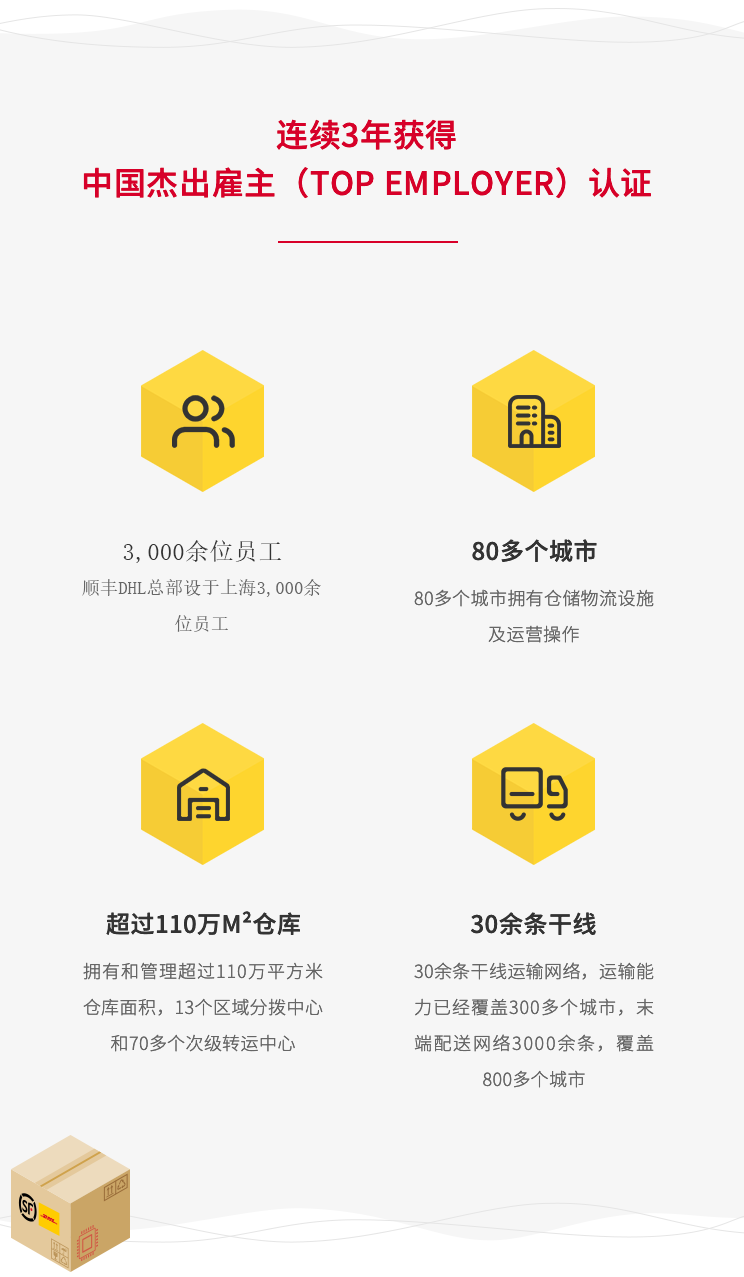 连续3年获得
中国杰出雇主（TOP EMPLOYER）认证
3,000余位员工
顺丰DHL总部设于上海3,000余
位员工
80多个城市
80多个城市拥有仓储物流设施
及运营操作
超过110万M²仓库
拥有和管理超过110万平方米
仓库面积，13个区域分拨中心
和70多个次级转运中心
30余条干线
30余条干线运输网络，运输能
力已经覆盖300多个城市，末
端配送网络3000余条，覆盖
800多个城市
SF
DHL